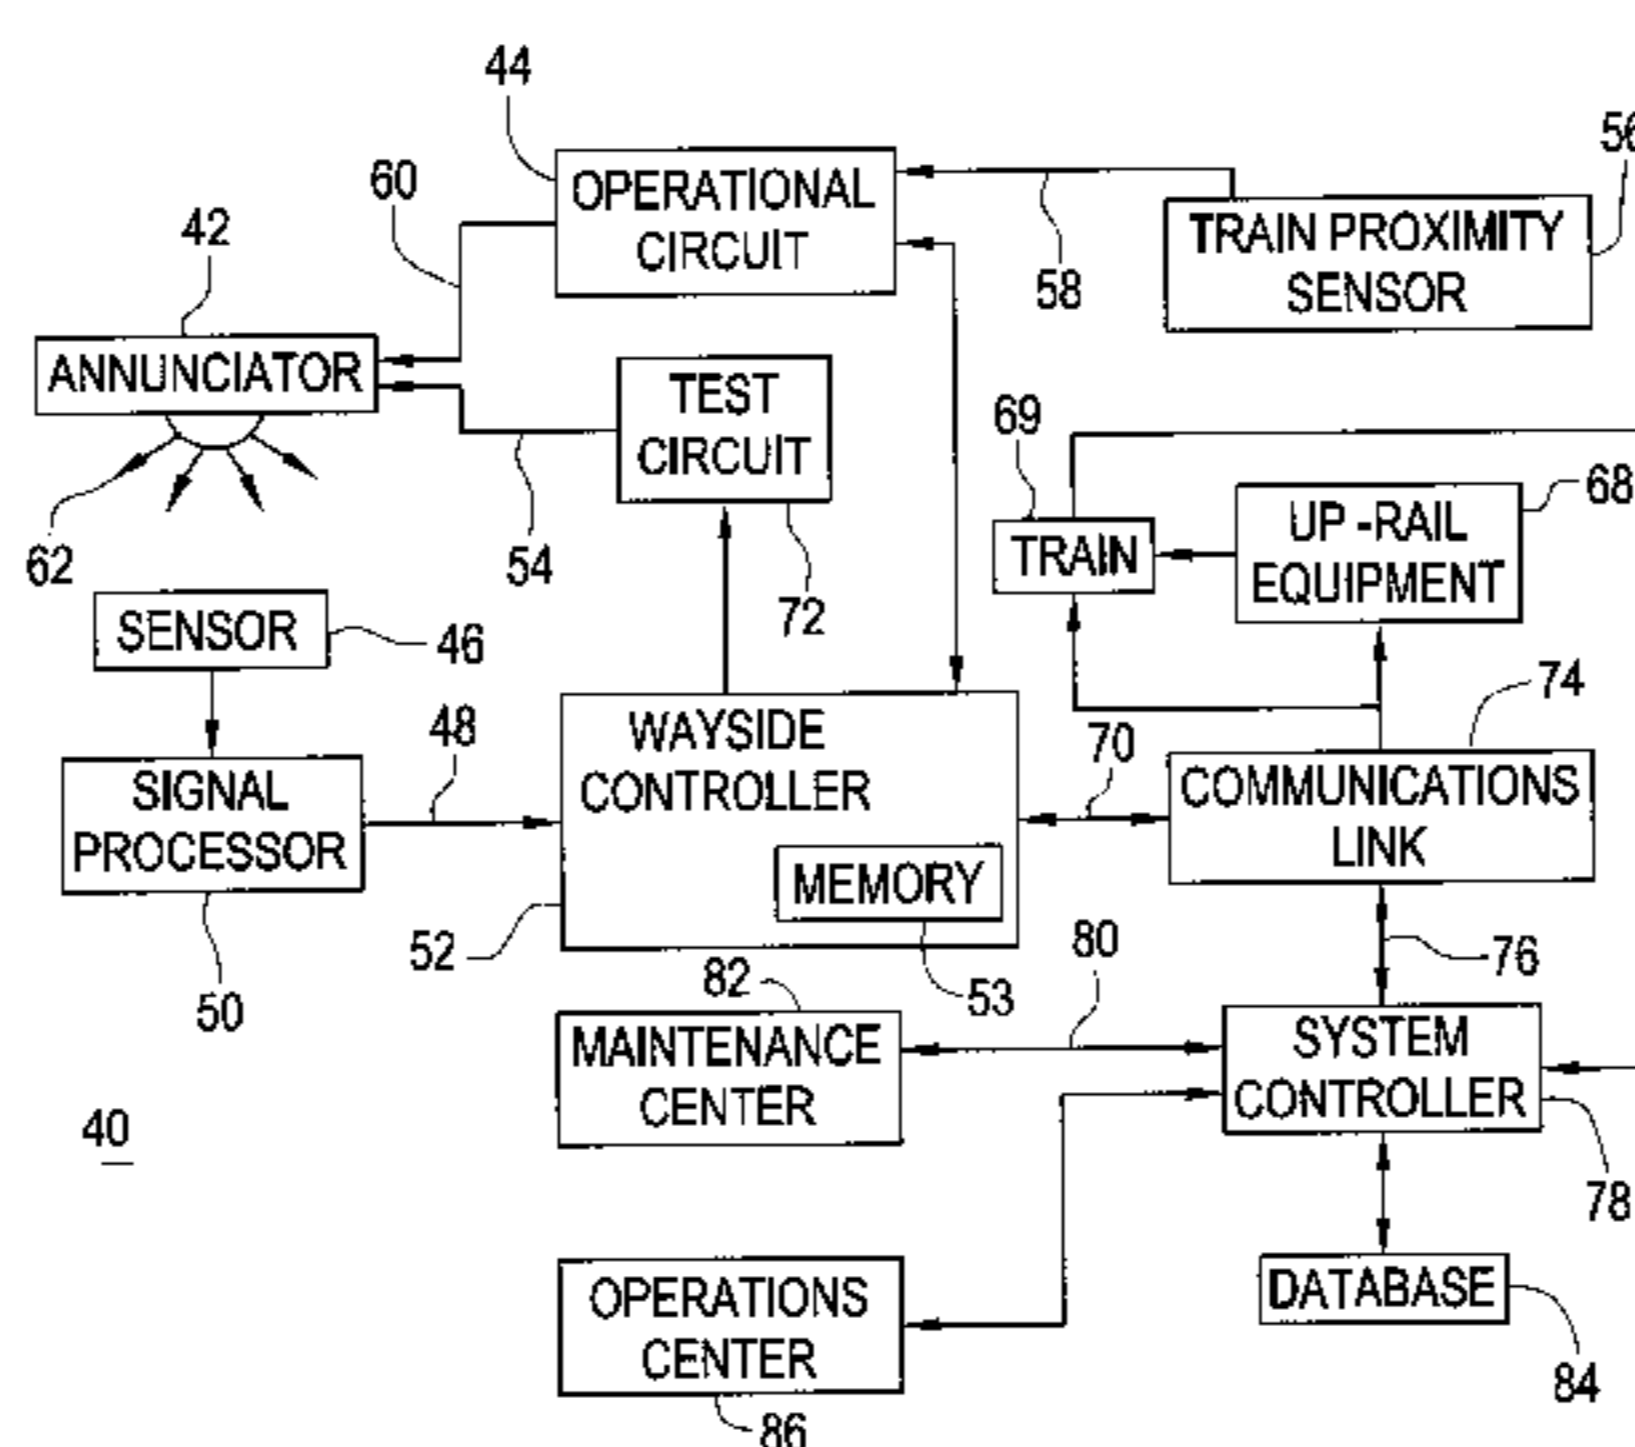 44
OPERATIONAL
CIRCUIT
60
58
56
TRAIN PROXIMITY
SENSOR
42
ANNUNCIATOR
62
TEST
CIRCUIT
54
72
69
TRAIN
UP-RAIL
EQUIPMENT
68
SENSOR
46
SIGNAL
PROCESSOR
50
48
WAYSIDE
CONTROLLER
MEMORY
52
53
70
74
COMMUNICATIONS
LINK
76
82
MAINTENANCE
CENTER
80
SYSTEM
CONTROLLER
78
40
OPERATIONS
CENTER
86
DATABASE
84